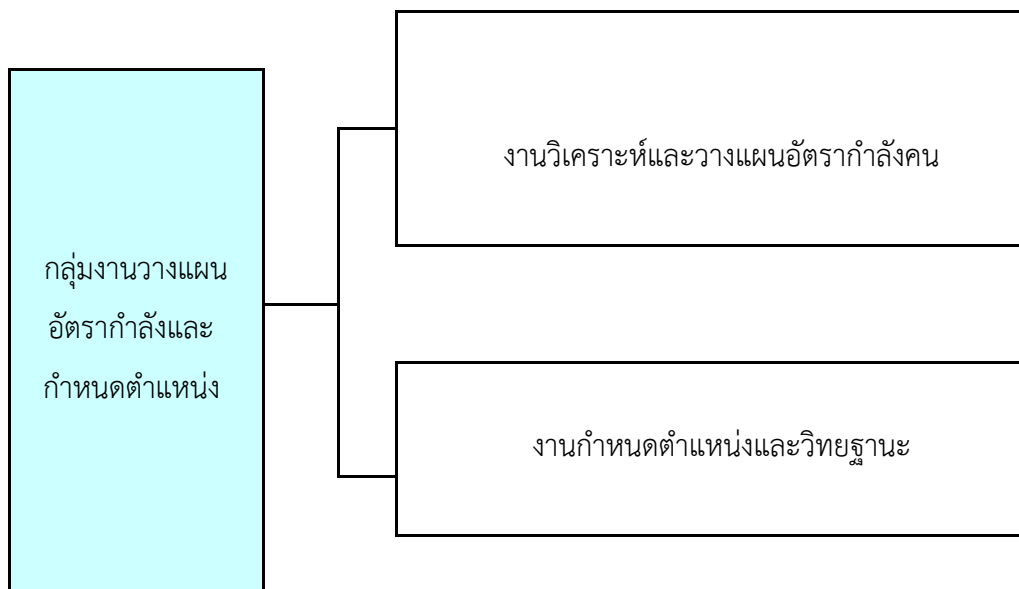 กลุ่มงานวางแผน
อัตรากำลังและ
กำหนดตำแหน่ง
งานวิเคราะห์และวางแผนอัตรากำลังคน
งานกำหนดตำแหน่งและวิทยฐานะ